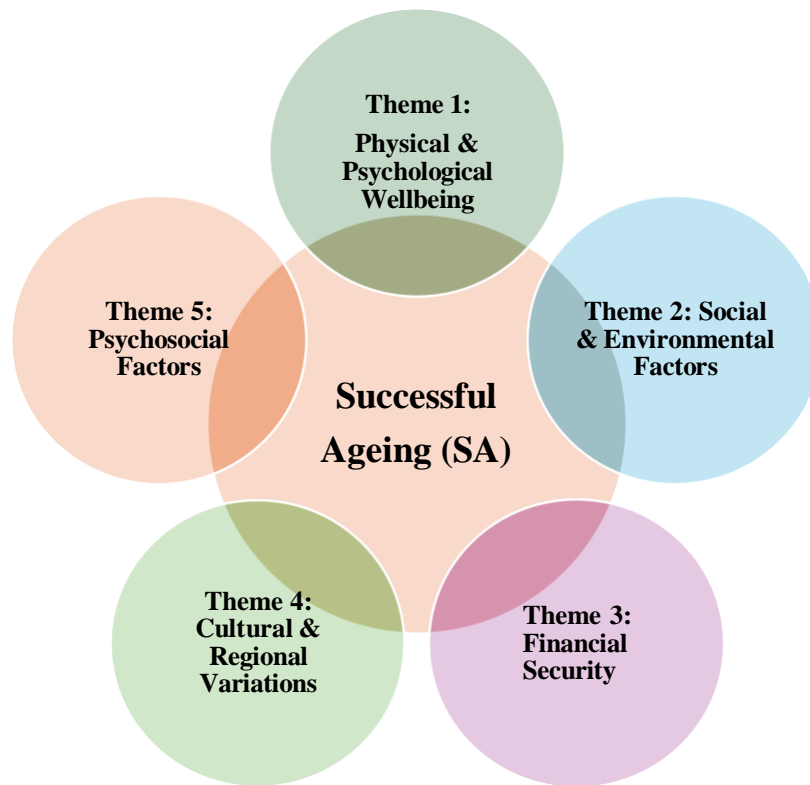 Theme 1:
Physical &
Psychological
Wellbeing
Theme 2: Social
& Environmental
Factors
Theme 5:
Psychosocial
Factors
Successful
Ageing (SA)
Theme 4:
Cultural &
Regional
Variations
Theme 3:
Financial
Security